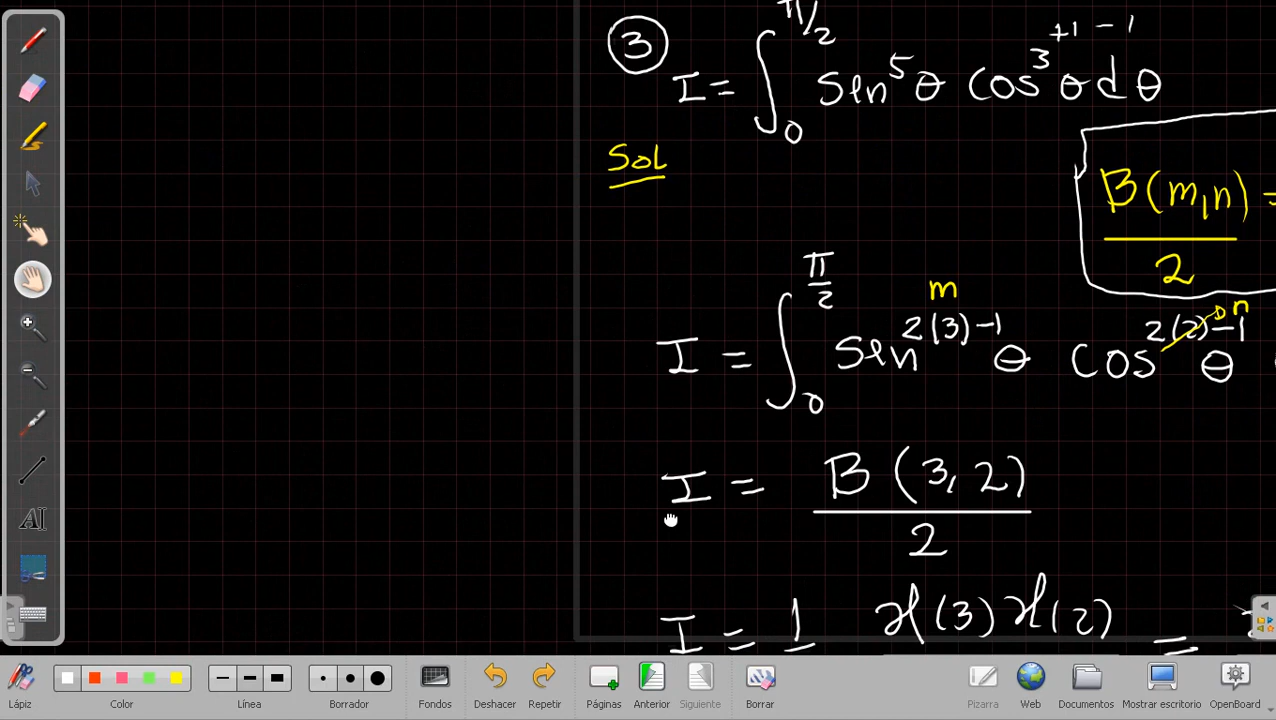 3 I = ∫₀^π/2 Sen⁵θ cos³⁺¹⁻¹θ dθ
Sol
B(m,n) =
2
I = ∫₀^π/2 Sen^2(3)-1 θ cos^2(2)-1 θ
m
n
I = B(3,2)
2
I = 1 γ(3)γ(2) =
Color
Línea
Borrador
Fondos
Deshacer
Repetir
Páginas
Anterior
Siguiente
Borrar
Lápiz
Pizarra
Web
Documentos
Mostrar escritorio
OpenBoard